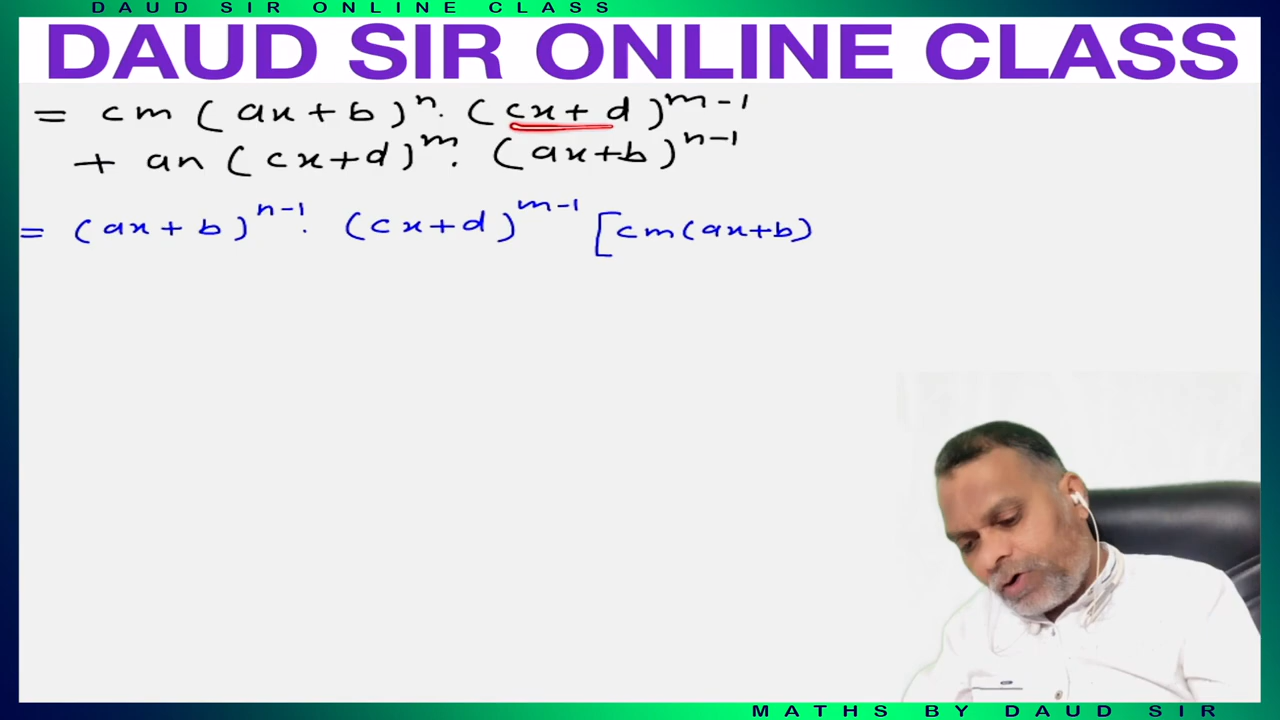 DAUD SIR ONLINE CLASS
DAUD SIR ONLINE CLASS
= cm (ax+b)^n . (cx+d)^m-1
+ an (cx+d)^m . (ax+b)^n-1
= (ax+b)^n-1 . (cx+d)^m-1 [cm(ax+b)
MATHS BY DAUD SIR